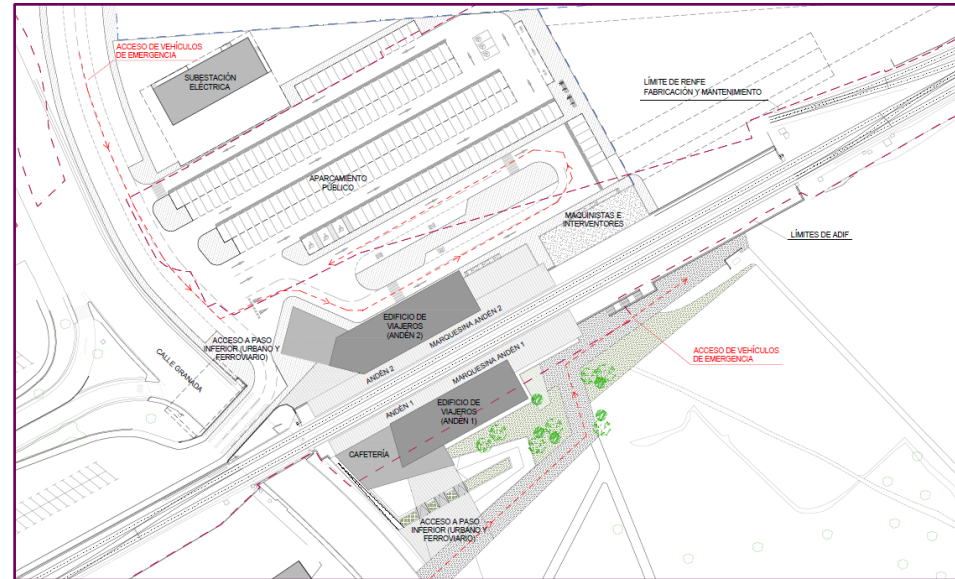 ACCESO DE VEHÍCULOS
DE EMERGENCIA
SUBESTACIÓN
ELÉCTRICA
LÍMITE DE RENFE
FABRICACIÓN Y MANTENIMIENTO
APARCAMIENTO
PÚBLICO
MAQUINISTAS E
INTERVENTORES
LÍMITES DE ADIF
EDIFICIO DE
VIAJEROS
(ANDÉN 2)
MARQUESINA ANDÉN 2
ACCESO A PASO
INFERIOR (URBANO Y
FERROVIARIO)
CALLE GRANADA
ANDÉN 2
MARQUESINA ANDÉN 1
ACCESO DE VEHÍCULOS
DE EMERGENCIA
ANDÉN 1
EDIFICIO DE
VIAJEROS
(ANDÉN 1)
CAFETERÍA
ACCESO A PASO
INFERIOR (URBANO Y
FERROVIARIO)